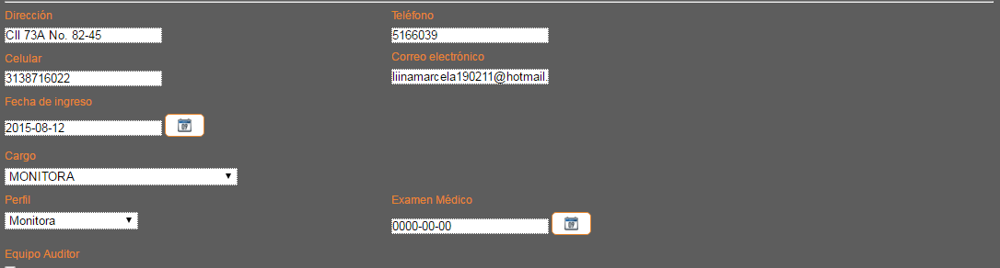 Dirección
Teléfono
Cll 73A No. 82-45
5166039
Celular
Correo electrónico
3138716022
liinamarcela190211@hotmail.
Fecha de ingreso
2015-08-12
Cargo
MONITORA
Perfil
Examen Médico
Monitora
0000-00-00
Equipo Auditor